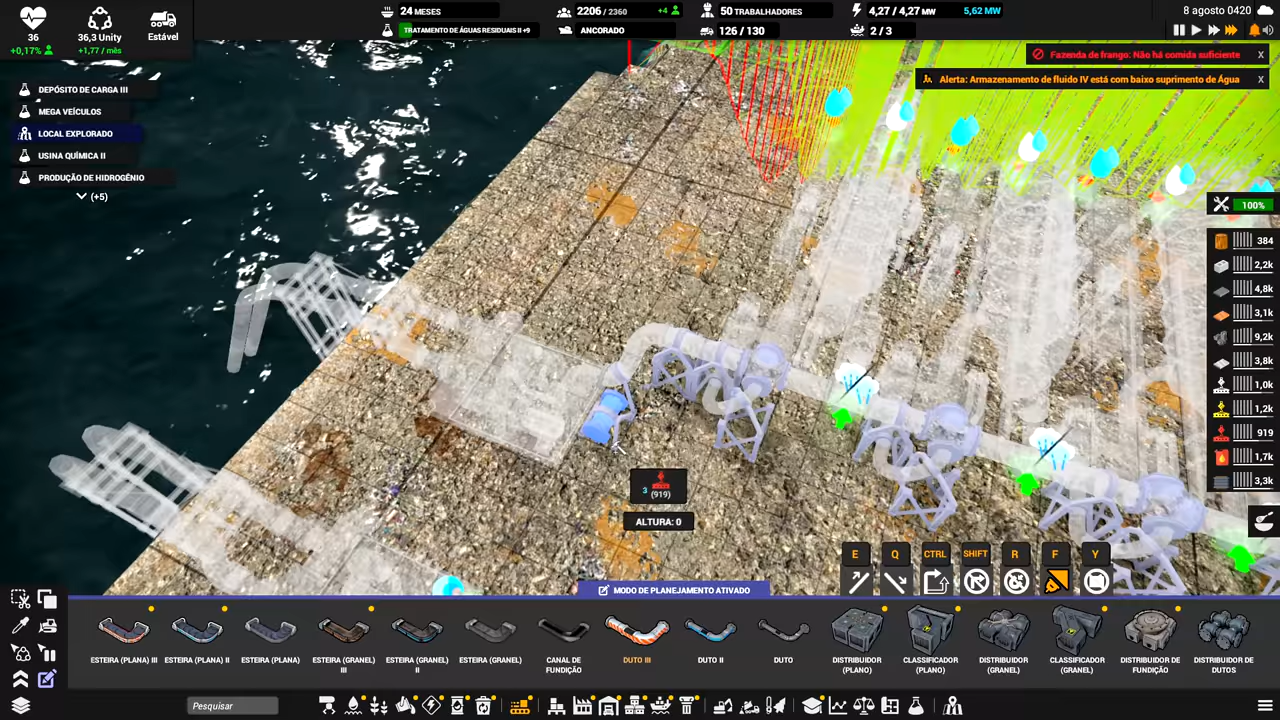 36
+0,17%
36,3 Unity
+1,77 / mês
Estável
24 MESES
TRATAMENTO DE ÁGUAS RESIDUAIS II +9
2206 / 2360
+4
ANCORADO
50 TRABALHADORES
126 / 130
4,27 / 4,27 MW
5,62 MW
2 / 3
8 agosto 0420
Fazenda de frango: Não há comida suficiente X
Alerta: Armazenamento de fluido IV está com baixo suprimento de Água X
DEPÓSITO DE CARGA III
MEGA VEÍCULOS
LOCAL EXPLORADO
USINA QUÍMICA II
PRODUÇÃO DE HIDROGÊNIO
(+5)
100%
384
2,2k
4,8k
3,1k
9,2k
3,8k
1,0k
1,2k
919
1,7k
3,3k
3 (919)
ALTURA: 0
E Q CTRL SHIFT R F Y
MODO DE PLANEJAMENTO ATIVADO
ESTEIRA (PLANA) III
ESTEIRA (PLANA) II
ESTEIRA (PLANA)
ESTEIRA (GRANEL) III
ESTEIRA (GRANEL) II
ESTEIRA (GRANEL)
CANAL DE FUNDIÇÃO
DUTO III
DUTO II
DUTO
DISTRIBUIDOR (PLANO)
CLASSIFICADOR (PLANO)
DISTRIBUIDOR (GRANEL)
CLASSIFICADOR (GRANEL)
DISTRIBUIDOR DE FUNDIÇÃO
DISTRIBUIDOR DE DUTOS
Pesquisar